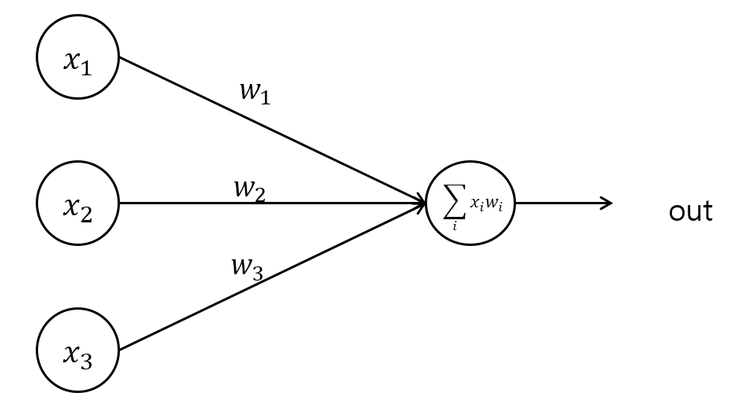 x₁
w₁
w₂
x₂
∑ᵢ xᵢwᵢ
out
w₃
x₃